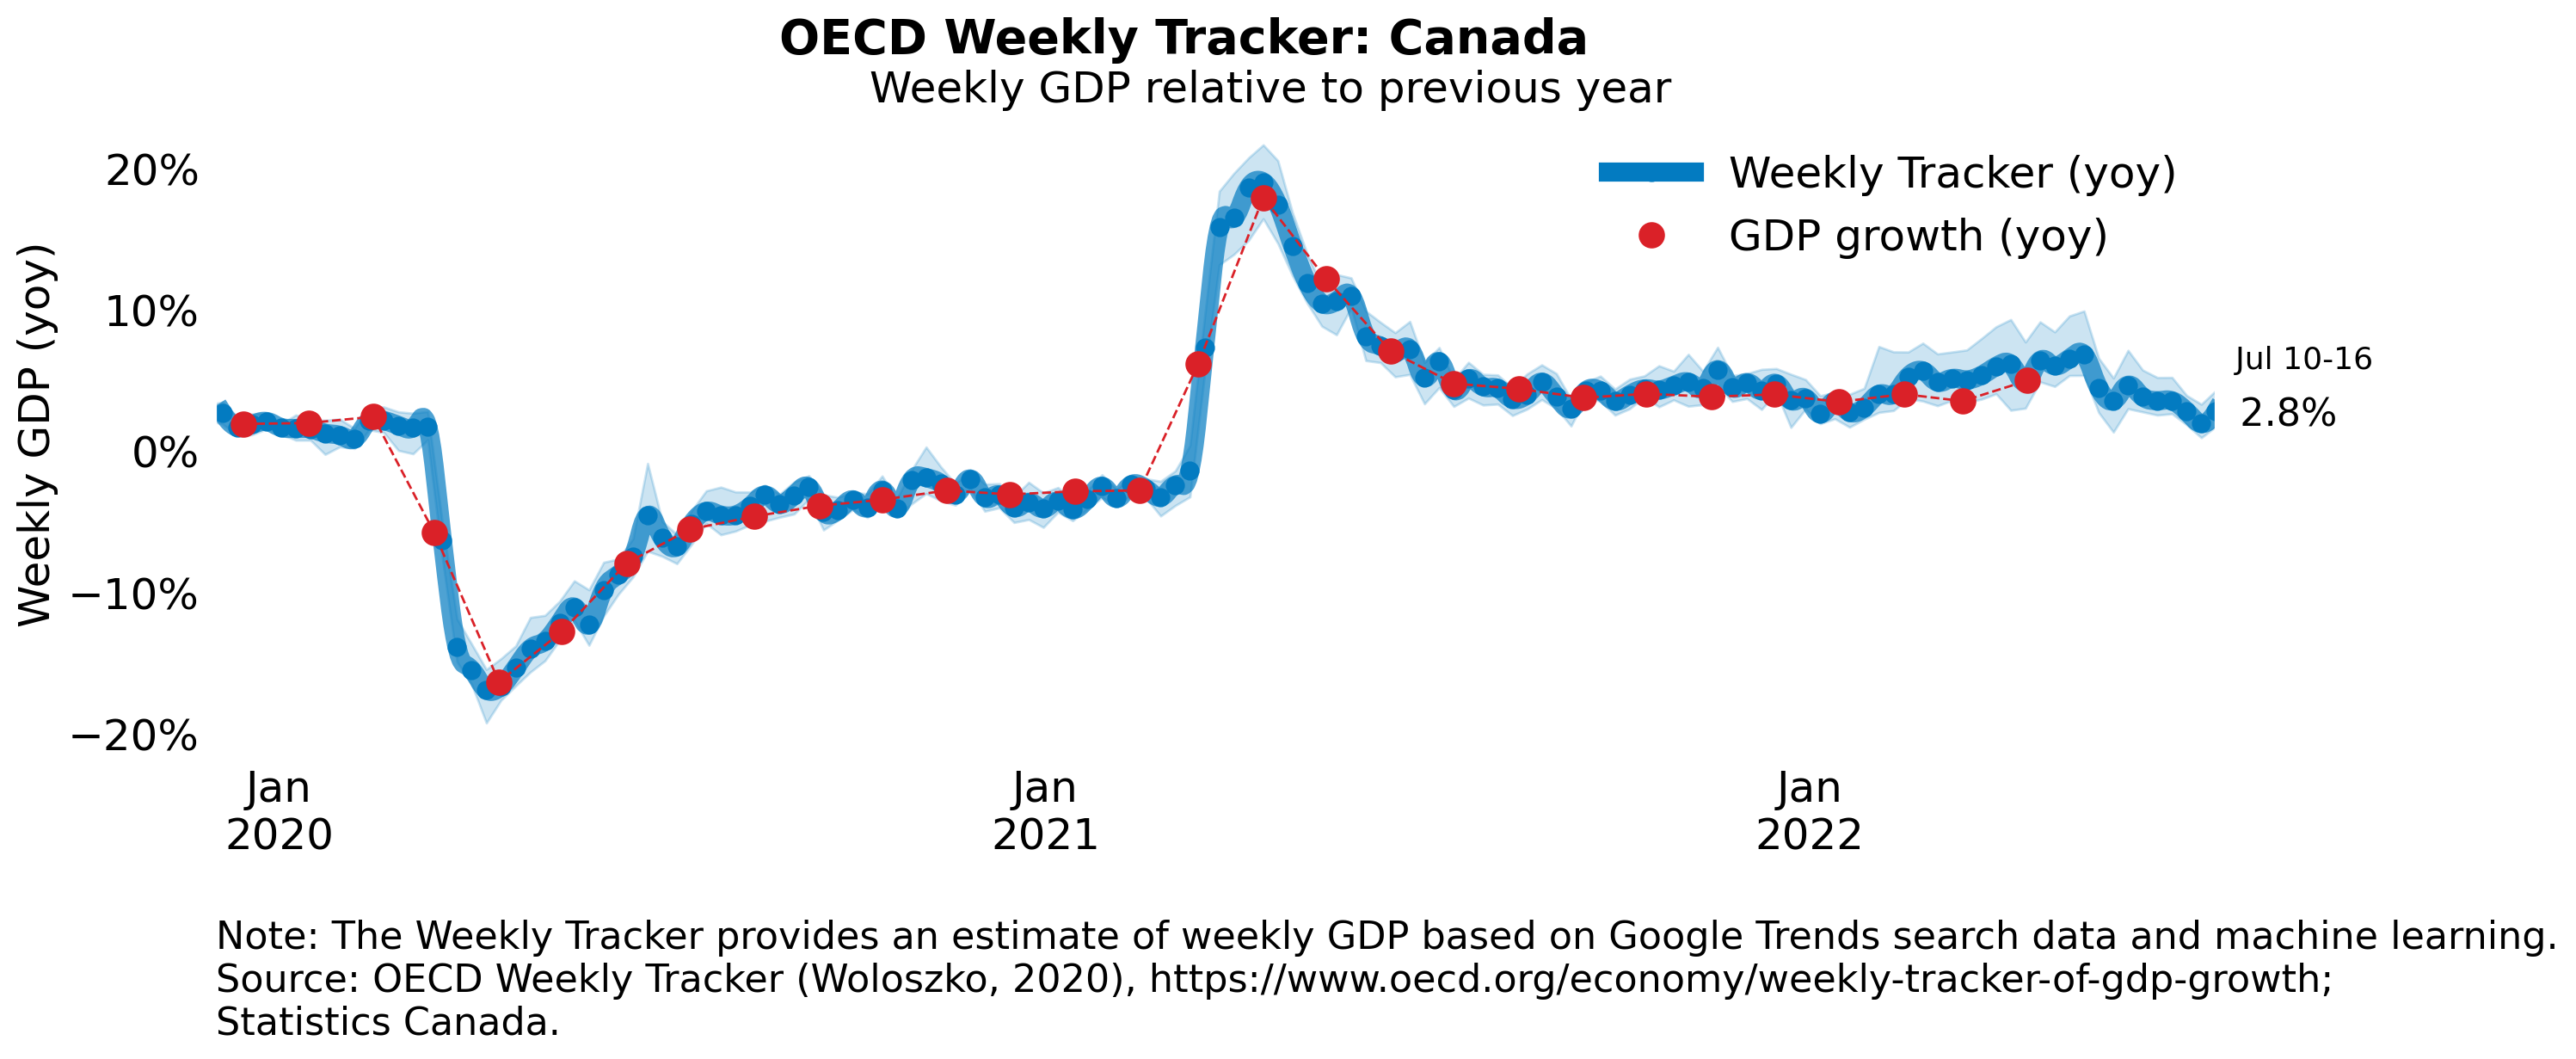 OECD Weekly Tracker: Canada
Weekly GDP relative to previous year
Weekly Tracker (yoy)
GDP growth (yoy)
Weekly GDP (yoy)
20%
10%
0%
−10%
−20%
Jul 10-16
2.8%
Jan
2020
Jan
2021
Jan
2022
Note: The Weekly Tracker provides an estimate of weekly GDP based on Google Trends search data and machine learning.
Source: OECD Weekly Tracker (Woloszko, 2020), https://www.oecd.org/economy/weekly-tracker-of-gdp-growth;
Statistics Canada.